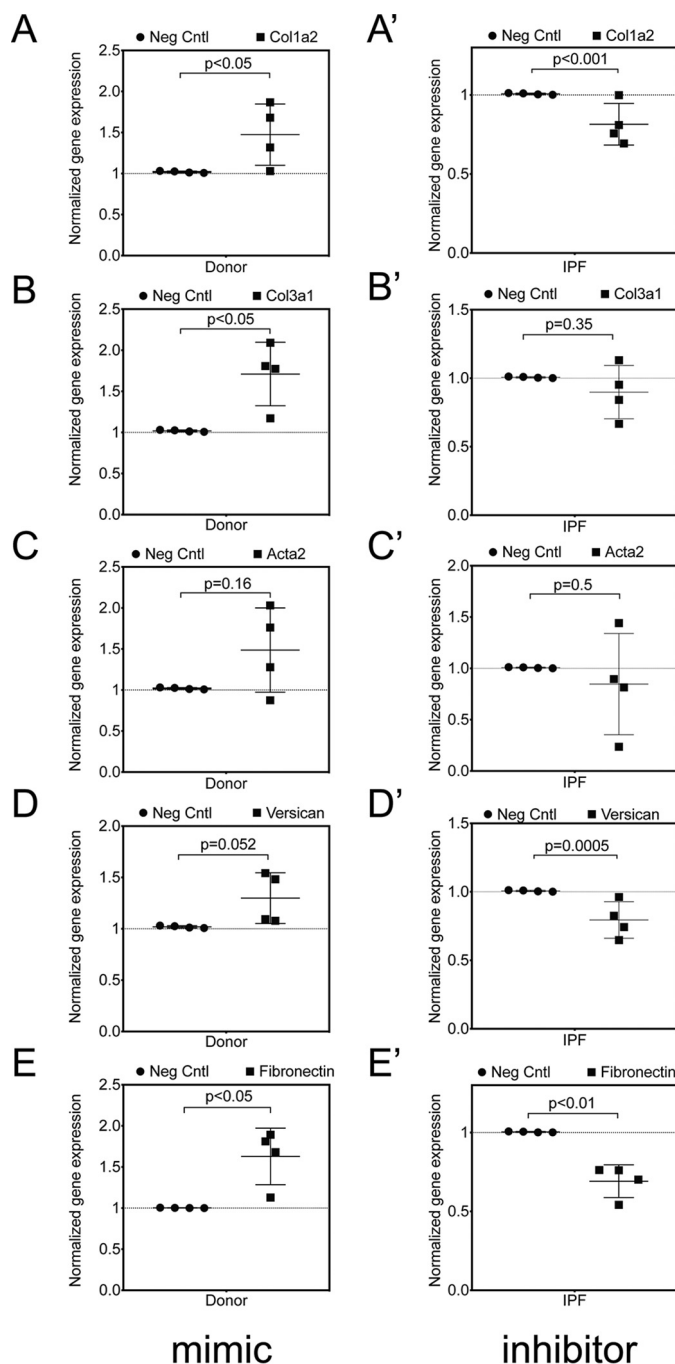 A
● Neg Cntl ■ Col1a2
p<0.05
Normalized gene expression
2.5
2.0
1.5
1
0.5
0.0
Donor
A'
● Neg Cntl ■ Col1a2
p<0.001
Normalized gene expression
1
0.5
0
IPF
B
● Neg Cntl ■ Col3a1
p<0.05
Normalized gene expression
2.5
2.0
1.5
1
0.5
0.0
Donor
B'
● Neg Cntl ■ Col3a1
p=0.35
Normalized gene expression
1.5
1.0
0.5
0.0
IPF
C
● Neg Cntl ■ Acta2
p=0.16
Normalized gene expression
2.5
2.0
1.5
1
0.5
0.0
Donor
C'
● Neg Cntl ■ Acta2
p=0.5
Normalized gene expression
2.0
1.5
1.0
0.5
0.0
IPF
D
● Neg Cntl ■ Versican
p=0.052
Normalized gene expression
2.0
1.5
1
0.5
0.0
Donor
D'
● Neg Cntl ■ Versican
p=0.0005
Normalized gene expression
1.5
1.0
0.5
0.0
IPF
E
● Neg Cntl ■ Fibronectin
p<0.05
Normalized gene expression
2.5
2.0
1.5
1
0.5
0.0
Donor
E'
● Neg Cntl ■ Fibronectin
p<0.01
Normalized gene expression
1
0.5
0.0
IPF
mimic
inhibitor